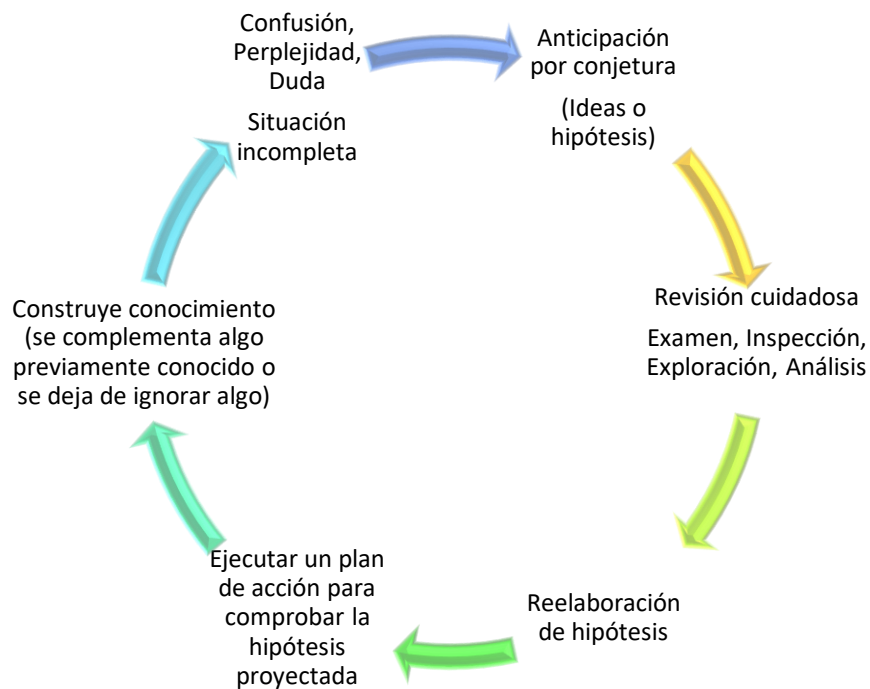 Confusión,
Perplejidad,
Duda
Situación
incompleta
Anticipación
por conjetura
(Ideas o
hipótesis)
Revisión cuidadosa
Examen, Inspección,
Exploración, Análisis
Reelaboración
de hipótesis
Ejecutar un plan
de acción para
comprobar la
hipótesis
proyectada
Construye conocimiento
(se complementa algo
previamente conocido o
se deja de ignorar algo)